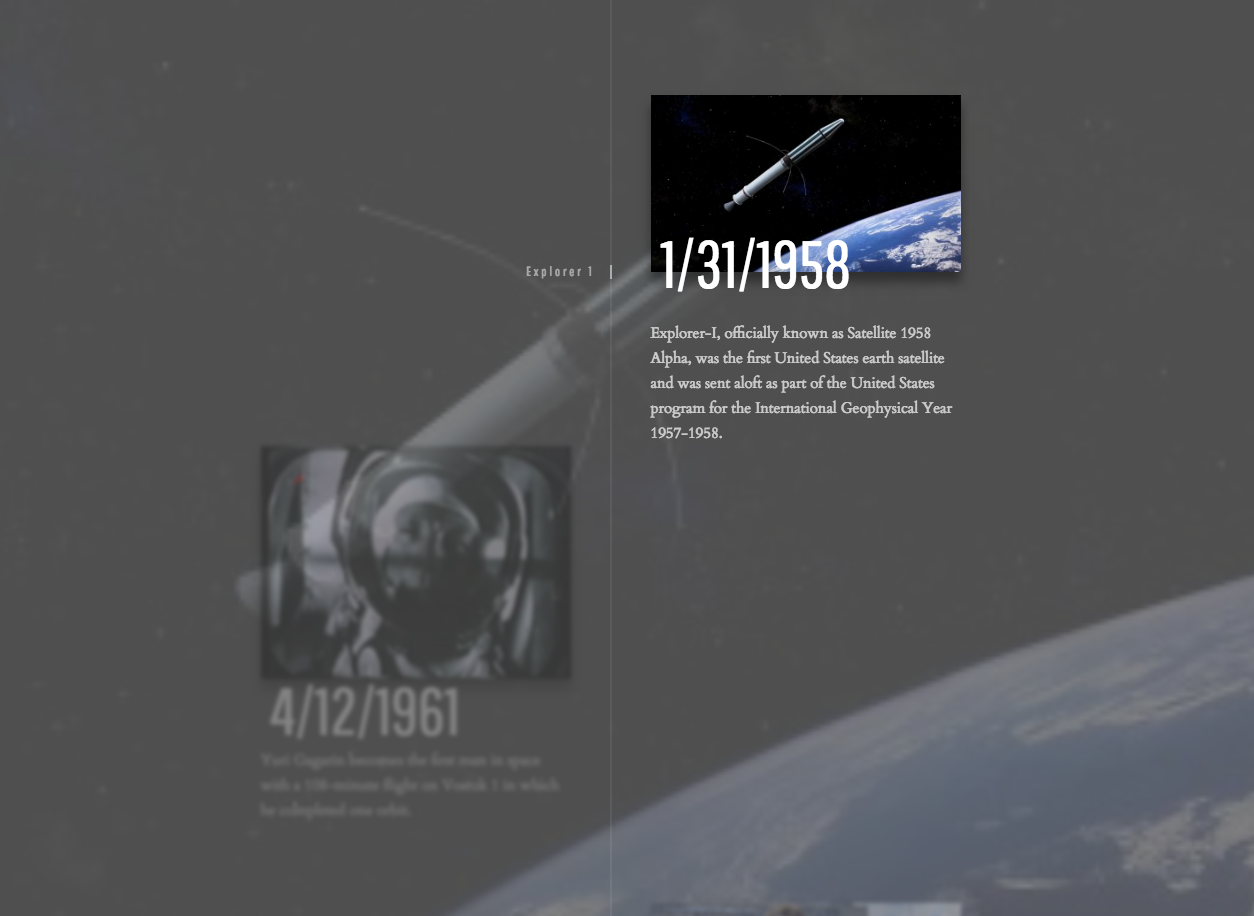 Explorer 1
1/31/1958
Explorer-I, officially known as Satellite 1958
Alpha, was the first United States earth satellite
and was sent aloft as part of the United States
program for the International Geophysical Year
1957-1958.
4/12/1961
Yuri Gagarin becomes the first man in space
with a 108-minute flight on Vostok 1 in which
he completed one orbit.